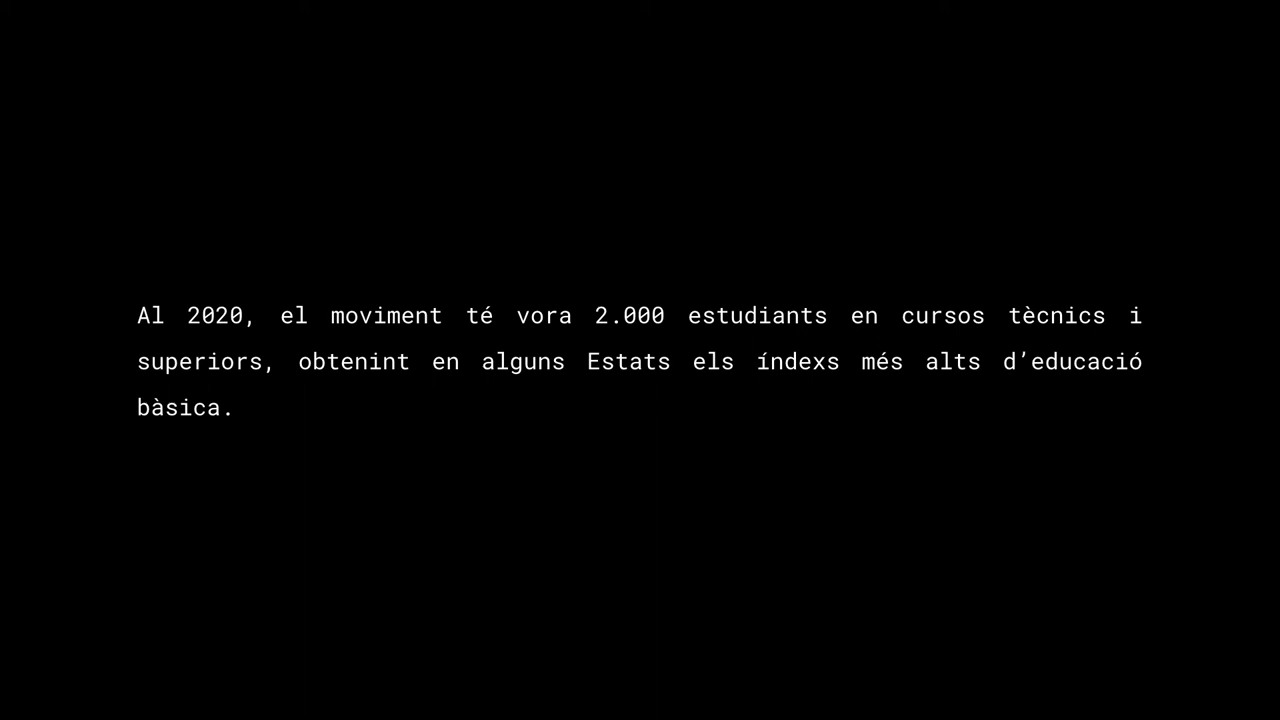 Al 2020, el moviment té vora 2.000 estudiants en cursos tècnics i
superiors, obtenint en alguns Estats els índexs més alts d’educació
bàsica.